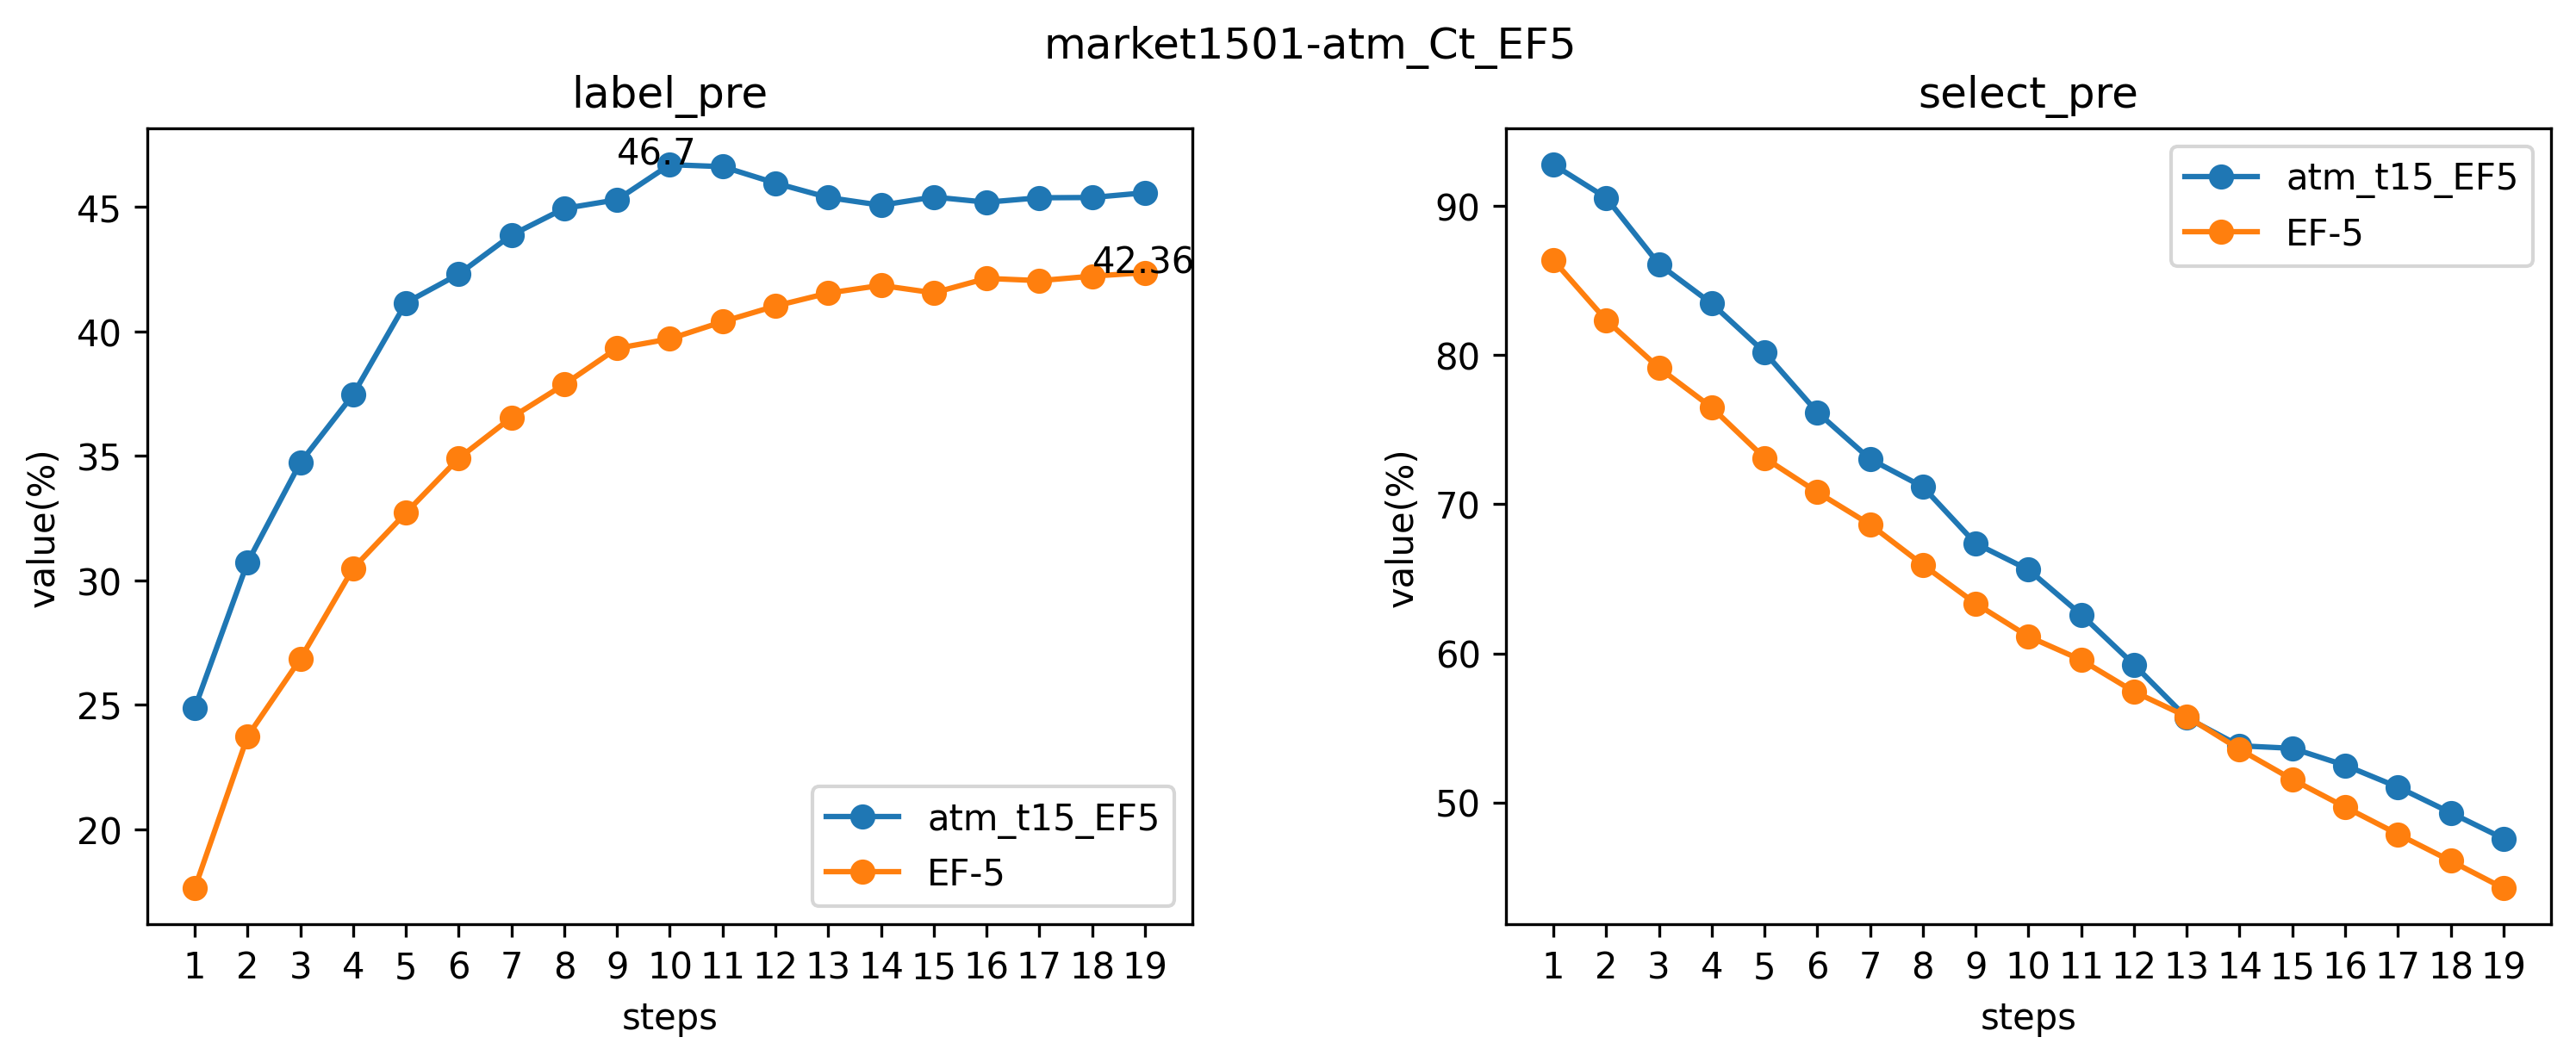 market1501-atm_Ct_EF5
label_pre
46.7
42.36
value(%)
45
40
35
30
25
20
atm_t15_EF5
EF-5
1 2 3 4 5 6 7 8 9 10 11 12 13 14 15 16 17 18 19
steps
select_pre
atm_t15_EF5
EF-5
value(%)
90
80
70
60
50
1 2 3 4 5 6 7 8 9 10 11 12 13 14 15 16 17 18 19
steps